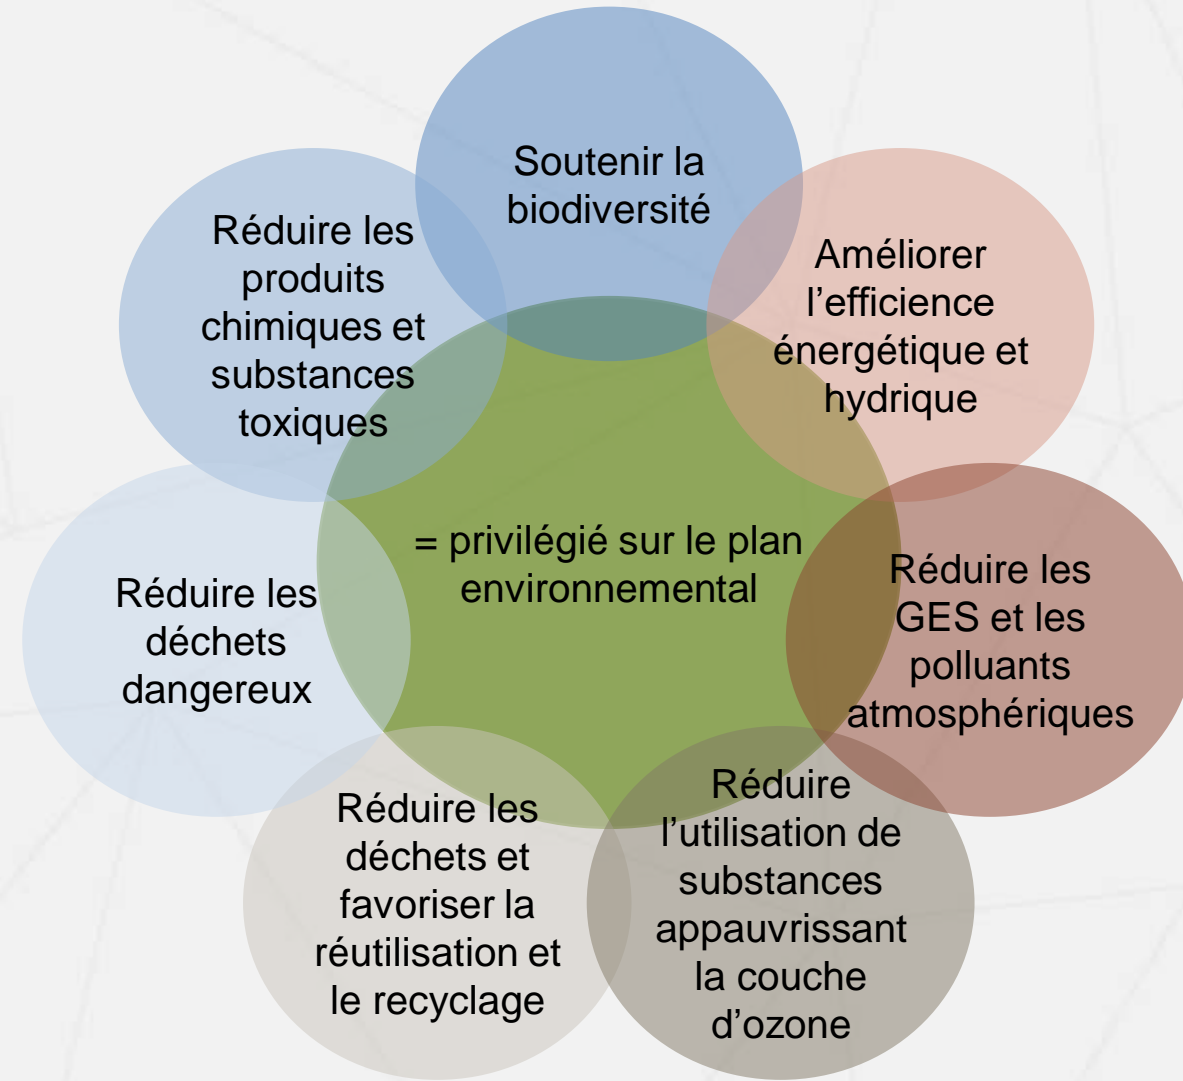 Soutenir la
biodiversité
Améliorer
l’efficience
énergétique et
hydrique
Réduire les
GES et les
polluants
atmosphériques
Réduire
l’utilisation de
substances
appauvrissant
la couche
d’ozone
Réduire les
déchets et
favoriser la
réutilisation et
le recyclage
Réduire les
déchets
dangereux
Réduire les
produits
chimiques et
substances
toxiques
= privilégié sur le plan
environnemental